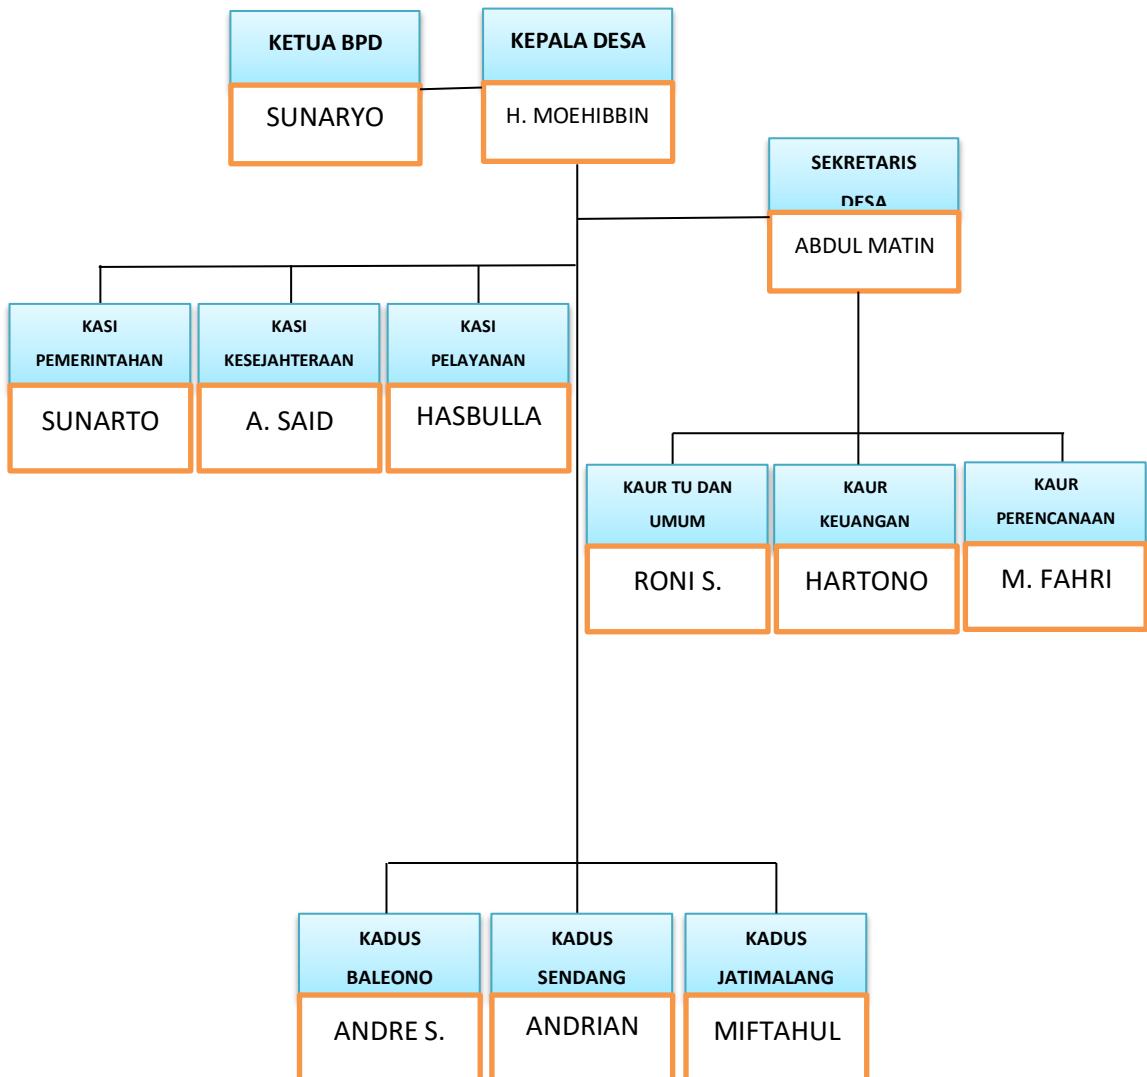 KETUA BPD
SUNARYO
KEPALA DESA
H. MOEHIBBIN
SEKRETARIS
DESA
ABDUL MATIN
KASI
PEMERINTAHAN
SUNARTO
KASI
KESEJAHTERAAN
A. SAID
KASI
PELAYANAN
HASBULLA
KAUR TU DAN
UMUM
RONI S.
KAUR
KEUANGAN
HARTONO
KAUR
PERENCANAAN
M. FAHRI
KADUS
BALEONO
ANDRE S.
KADUS
SENDANG
ANDRIAN
KADUS
JATIMALANG
MIFTAHUL